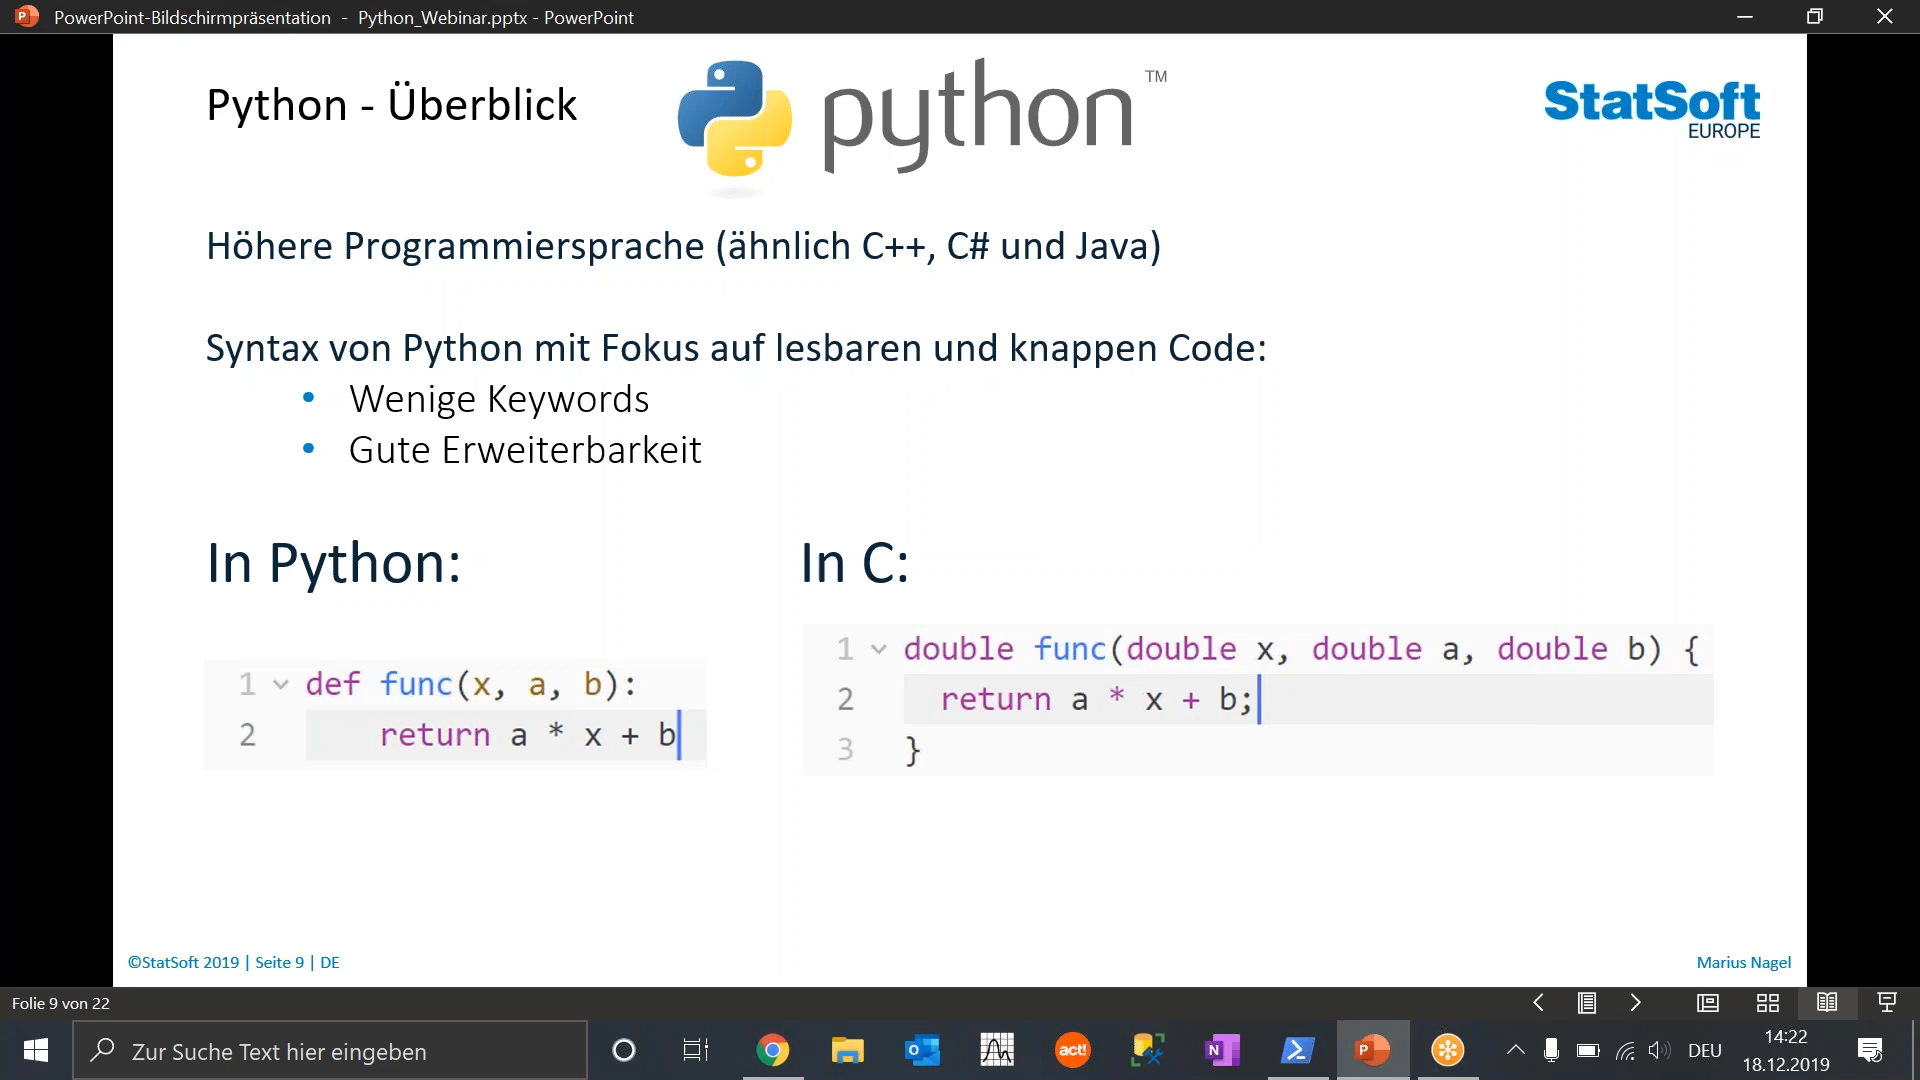 PowerPoint-Bildschirmpräsentation - Python_Webinar.pptx - PowerPoint
Python - Überblick
python TM
StatSoft
EUROPE
Höhere Programmiersprache (ähnlich C++, C# und Java)
Syntax von Python mit Fokus auf lesbaren und knappen Code:
• Wenige Keywords
• Gute Erweiterbarkeit
In Python:
1 def func(x, a, b):
2 return a * x + b
In C:
1 double func(double x, double a, double b) {
2 return a * x + b;
3 }
©StatSoft 2019 | Seite 9 | DE
Marius Nagel
Folie 9 von 22
Zur Suche Text hier eingeben
act!
DEU
14:22
18.12.2019